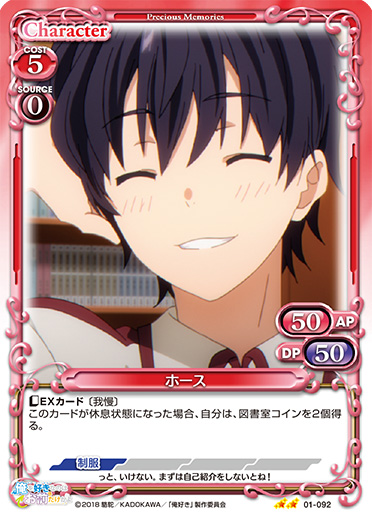 Precious Memories
Character
COST
5
SOURCE
0
50 AP
DP 50
ホース
EXカード〔我慢〕
このカードが休息状態になった場合、自分は、図書室コインを2個得
る。
制服
っと、いけない。まずは自己紹介をしないとね!
©2018 駱駝/KADOKAWA/「俺好き」製作委員会
01-092